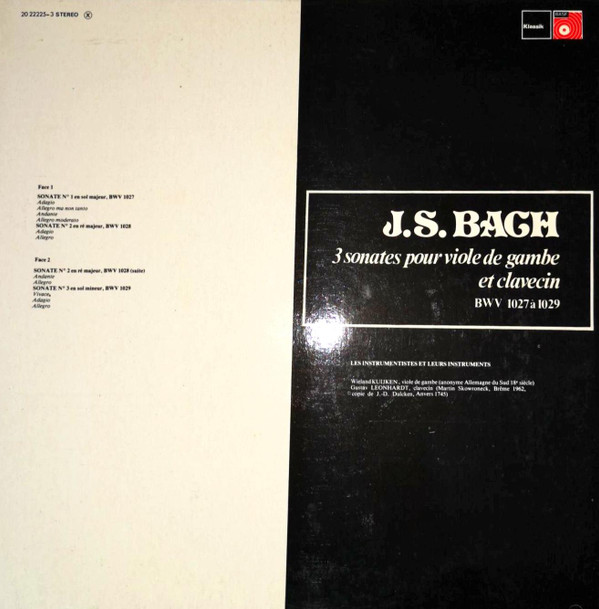 20 22225-3 STEREO Ⓚ
Klassik
BASF
Face 1
SONATE N° 1 en sol majeur, BWV 1027
Adagio
Allegro ma non tanto
Andante
Allegro moderato
SONATE N° 2 en ré majeur, BWV 1028
Adagio
Allegro
Face 2
SONATE N° 2 en ré majeur, BWV 1028 (suite)
Andante
Allegro
SONATE N° 3 en sol mineur, BWV 1029
Vivace,
Adagio
Allegro
J.S. BACH
3 sonates pour viole de gambe
et clavecin
BWV 1027 à 1029
LES INSTRUMENTISTES ET LEURS INSTRUMENTS
Wieland KUIJKEN, viole de gambe (anonyme Allemagne du Sud 16e siècle)
Gustav LEONHARDT, clavecin (Martin Skowroneck, Brême 1962,
copie de J.-D. Dulcken, Anvers 1745)